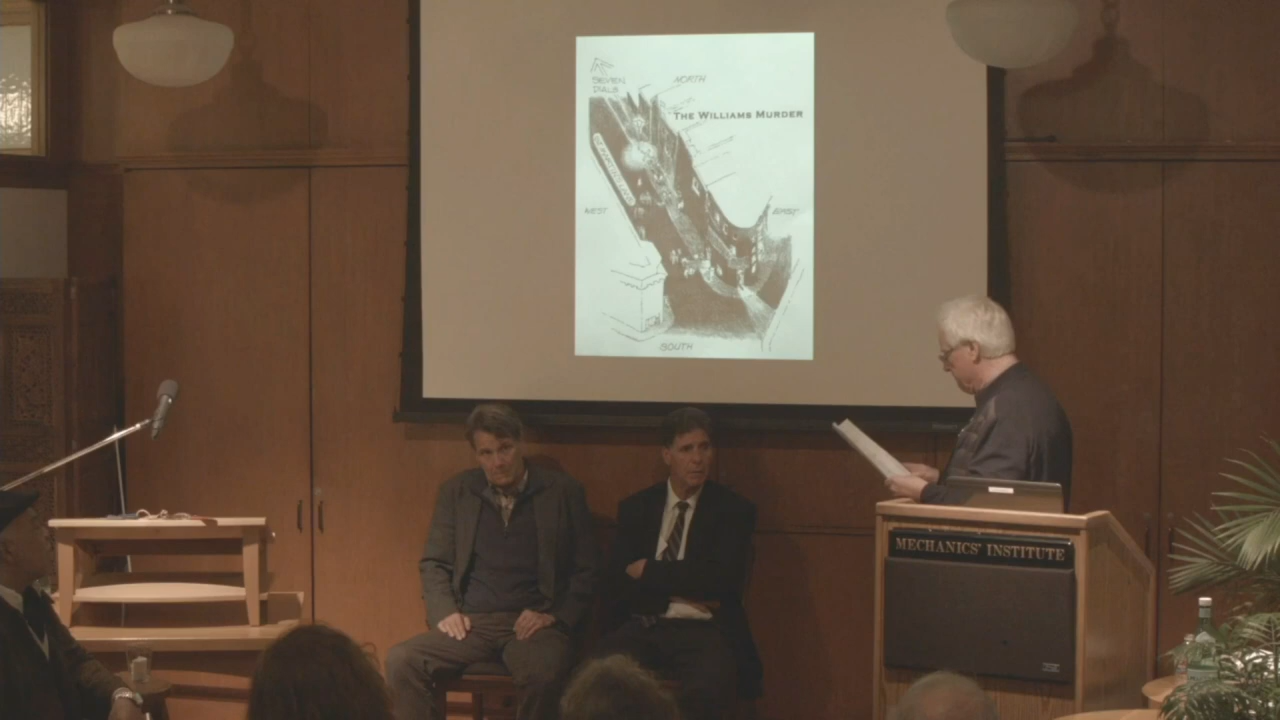 SEVEN
DIALS
NORTH
THE WILLIAMS MURDER
WEST
EAST
SOUTH
MECHANICS' INSTITUTE